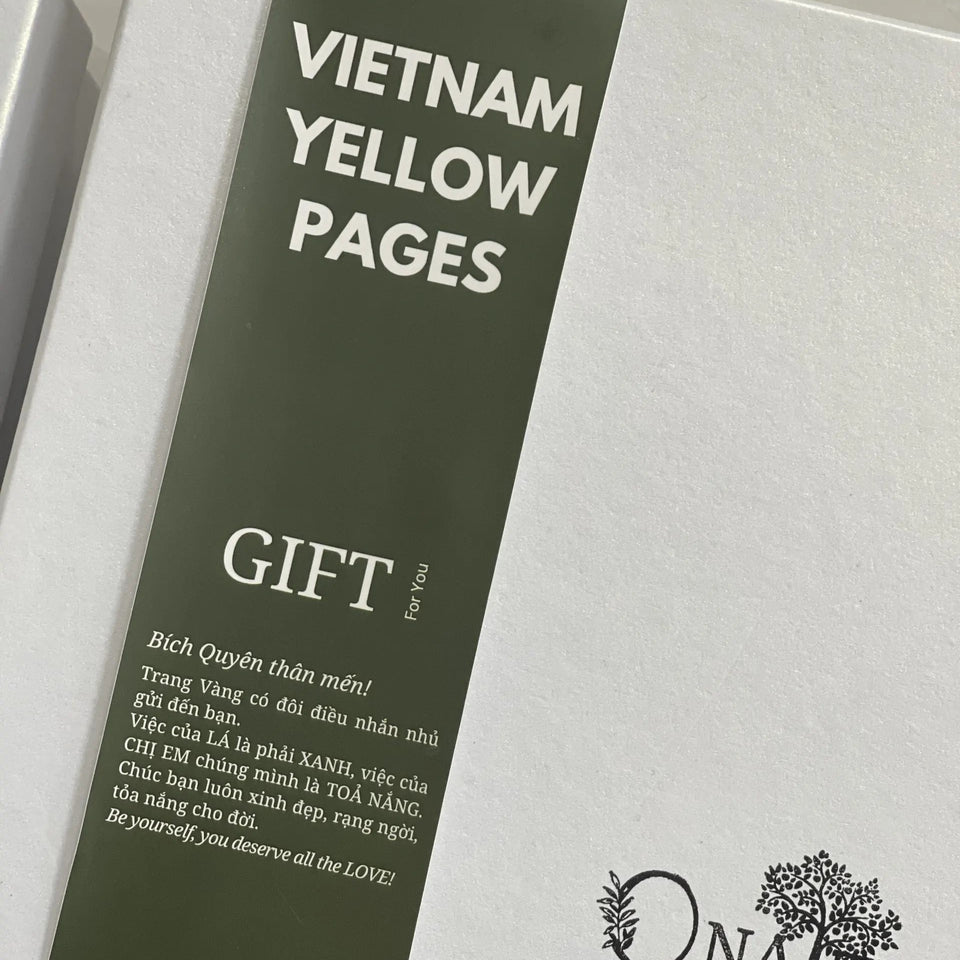 VIETNAM
YELLOW
PAGES
GIFT
For You
Bích Quyên thân mến!
Trang Vàng có đôi điều nhắn nhủ
gửi đến bạn.
Việc của LÁ là phải XANH, việc của
CHỊ EM chúng mình là TOẢ NẮNG.
Chúc bạn luôn xinh đẹp, rạng ngời,
tỏa nắng cho đời.
Be yourself, you deserve all the LOVE!